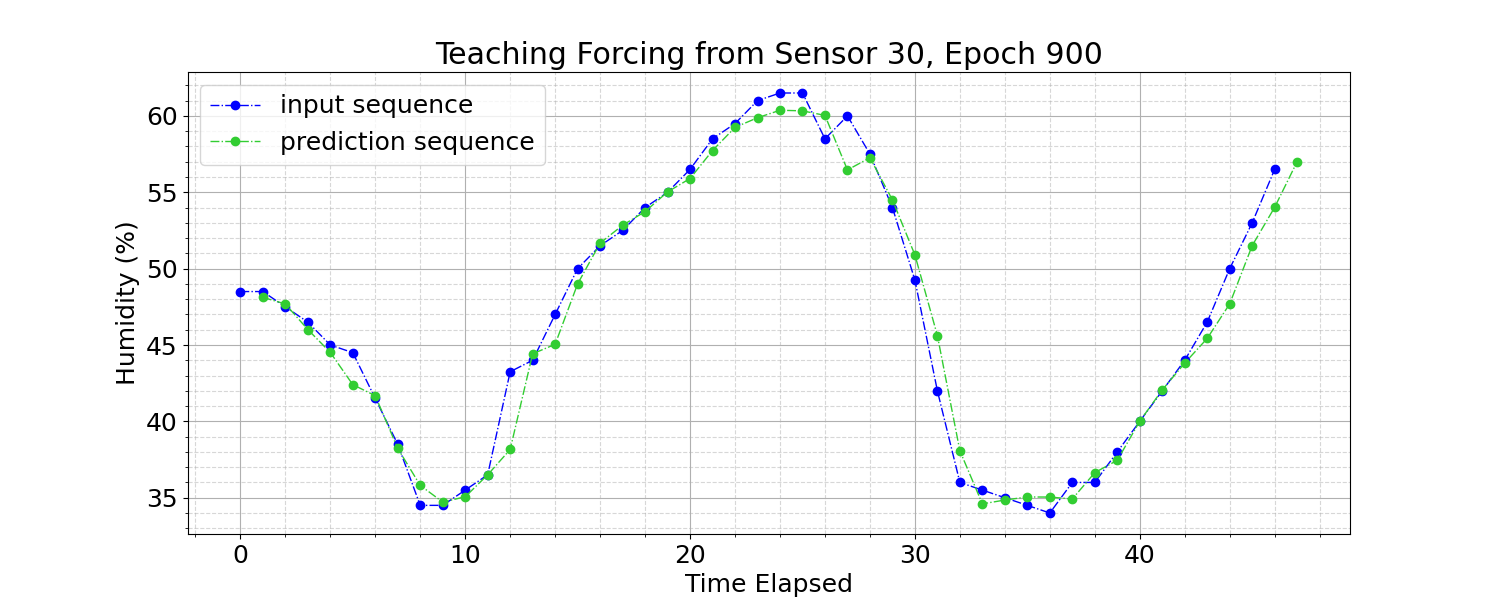 Teaching Forcing from Sensor 30, Epoch 900
input sequence
prediction sequence
Humidity (%)
60
55
50
45
40
35
0 10 20 30 40
Time Elapsed